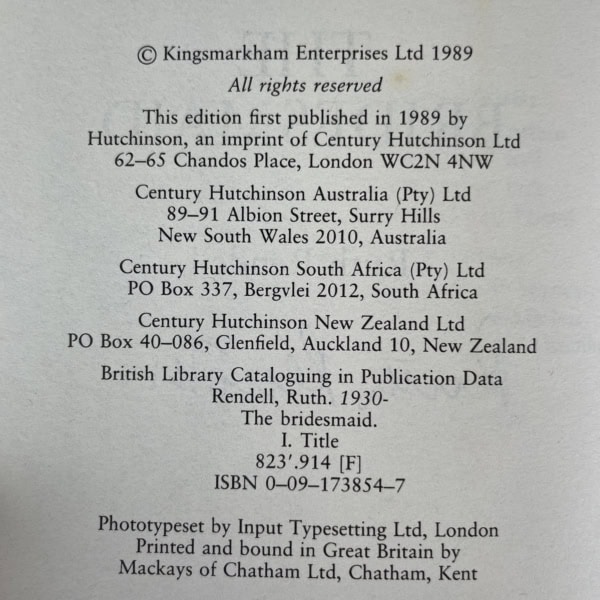 © Kingsmarkham Enterprises Ltd 1989
All rights reserved
This edition first published in 1989 by
Hutchinson, an imprint of Century Hutchinson Ltd
62–65 Chandos Place, London WC2N 4NW
Century Hutchinson Australia (Pty) Ltd
89–91 Albion Street, Surry Hills
New South Wales 2010, Australia
Century Hutchinson South Africa (Pty) Ltd
PO Box 337, Bergvlei 2012, South Africa
Century Hutchinson New Zealand Ltd
PO Box 40–086, Glenfield, Auckland 10, New Zealand
British Library Cataloguing in Publication Data
Rendell, Ruth. 1930-
The bridesmaid.
I. Title
823′.914 [F]
ISBN 0–09–173854–7
Phototypeset by Input Typesetting Ltd, London
Printed and bound in Great Britain by
Mackays of Chatham Ltd, Chatham, Kent